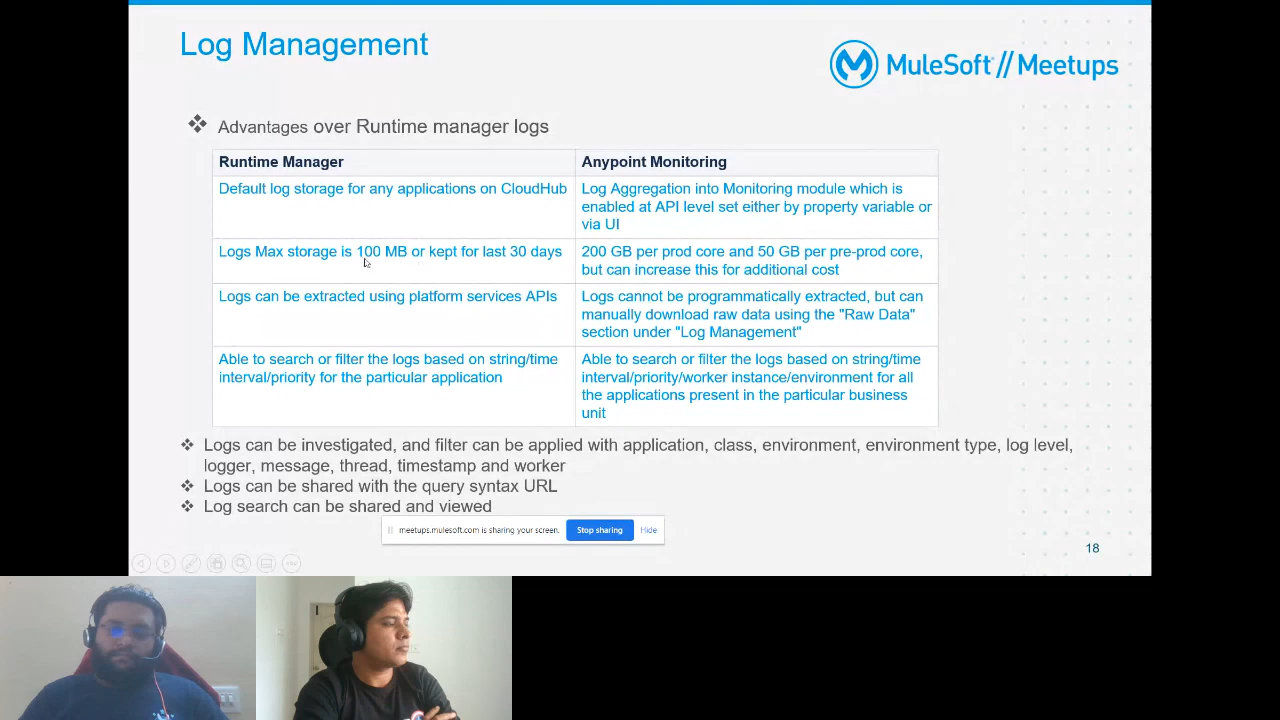 Log Management
MuleSoft // Meetups
Advantages over Runtime manager logs
Runtime Manager
Anypoint Monitoring
Default log storage for any applications on CloudHub
Log Aggregation into Monitoring module which is
enabled at API level set either by property variable or
via UI
Logs Max storage is 100 MB or kept for last 30 days
200 GB per prod core and 50 GB per pre-prod core,
but can increase this for additional cost
Logs can be extracted using platform services APIs
Logs cannot be programmatically extracted, but can
manually download raw data using the "Raw Data"
section under "Log Management"
Able to search or filter the logs based on string/time
interval/priority for the particular application
Able to search or filter the logs based on string/time
interval/priority/worker instance/environment for all
the applications present in the particular business
unit
Logs can be investigated, and filter can be applied with application, class, environment, environment type, log level,
logger, message, thread, timestamp and worker
Logs can be shared with the query syntax URL
Log search can be shared and viewed
meetups.mulesoft.com is sharing your screen.
Stop sharing
Hide
18